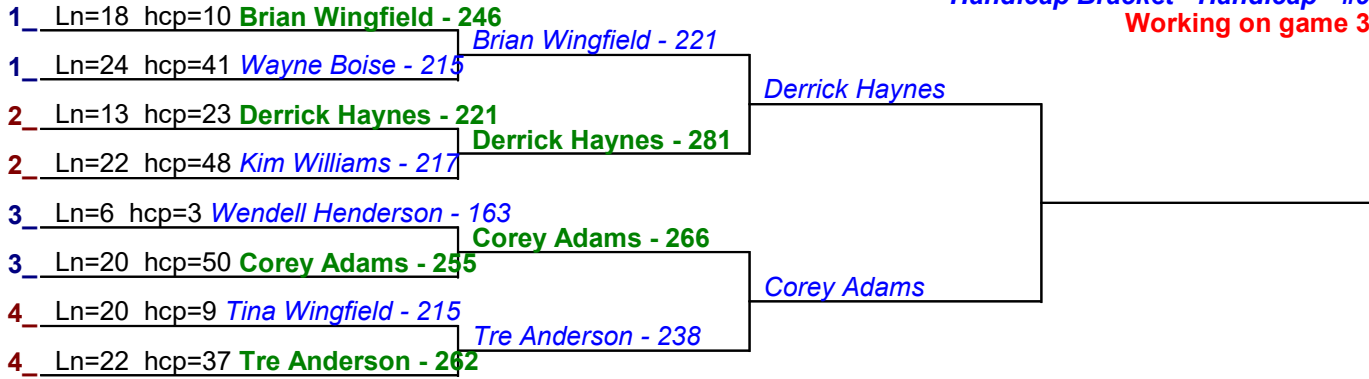 Handicap Bracket - Handicap
Working on game 3
1_ Ln=18 hcp=10 Brian Wingfield - 246
Brian Wingfield - 221
1_ Ln=24 hcp=41 Wayne Boise - 215
Derrick Haynes
2_ Ln=13 hcp=23 Derrick Haynes - 221
Derrick Haynes - 281
2_ Ln=22 hcp=48 Kim Williams - 217
3_ Ln=6 hcp=3 Wendell Henderson - 163
Corey Adams - 266
3_ Ln=20 hcp=50 Corey Adams - 255
Corey Adams
4_ Ln=20 hcp=9 Tina Wingfield - 215
Tre Anderson - 238
4_ Ln=22 hcp=37 Tre Anderson - 262